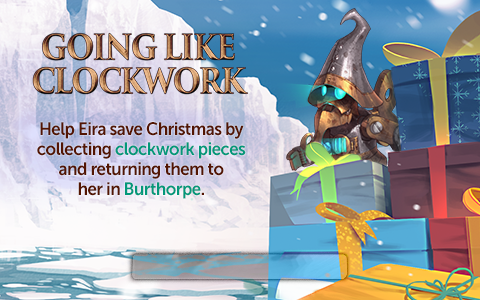 GOING LIKE
CLOCKWORK
Help Eira save Christmas by
collecting clockwork pieces
and returning them to
her in Burthorpe.